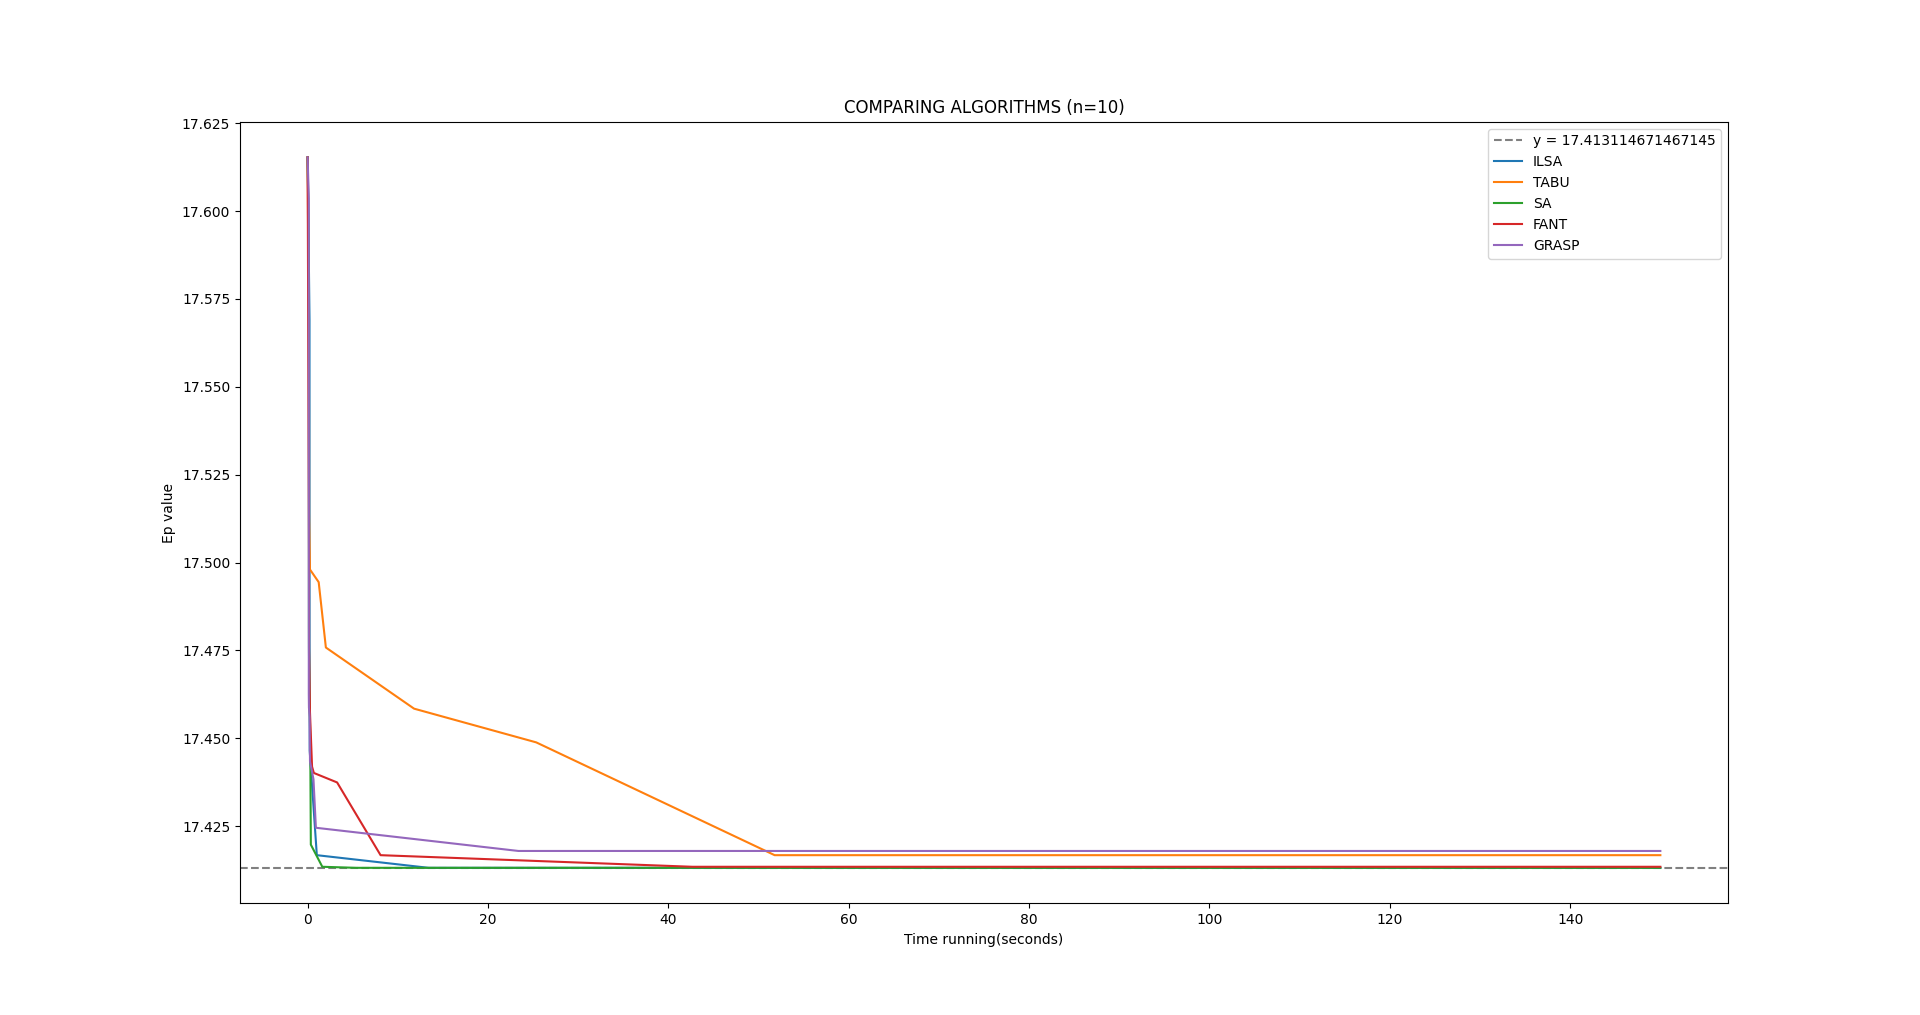 COMPARING ALGORITHMS (n=10)
17.625
17.600
17.575
17.550
17.525
17.500
17.475
17.450
17.425
Ep value
y = 17.413114671467145
ILSA
TABU
SA
FANT
GRASP
0 20 40 60 80 100 120 140
Time running(seconds)